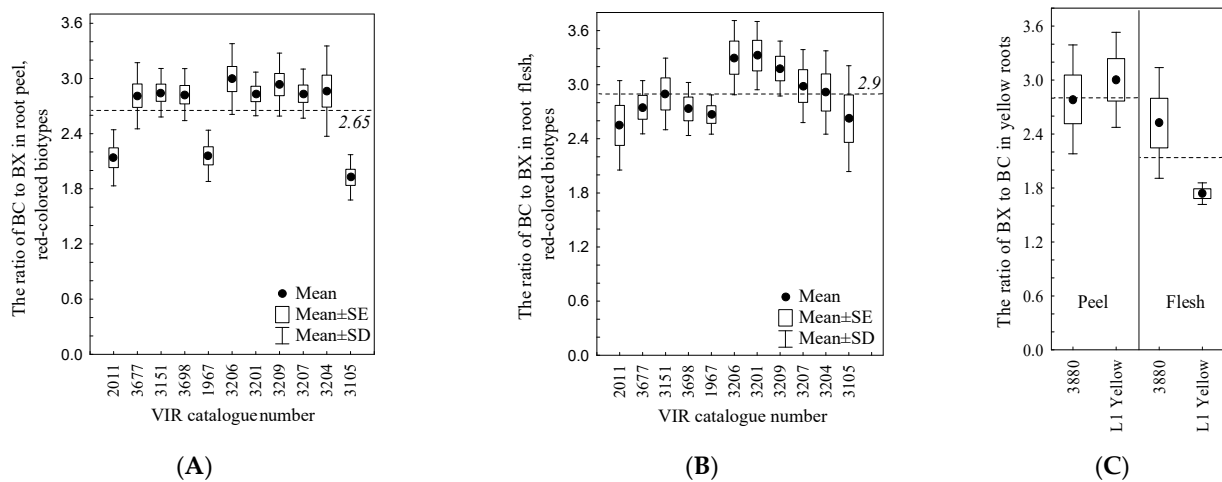 The ratio of BC to BX in root peel,
red-colored biotypes
3.6
3.0
2.4
1.8
1.2
0.6
0.0
2.65
Mean
Mean±SE
Mean±SD
2011
3677
3151
3698
1967
3206
3201
3209
3207
3204
3105
VIR catalogue number
(A)
The ratio of BC to BX in root flesh,
red-colored biotypes
3.6
3.0
2.4
1.8
1.2
0.6
0.0
2.9
Mean
Mean±SE
Mean±SD
2011
3677
3151
3698
1967
3206
3201
3209
3207
3204
3105
VIR catalogue number
(B)
The ratio of BX to BC in yellow roots
3.6
3.0
2.4
1.8
1.2
0.6
0.0
Peel
Flesh
3880
L1 Yellow
3880
L1 Yellow
(C)